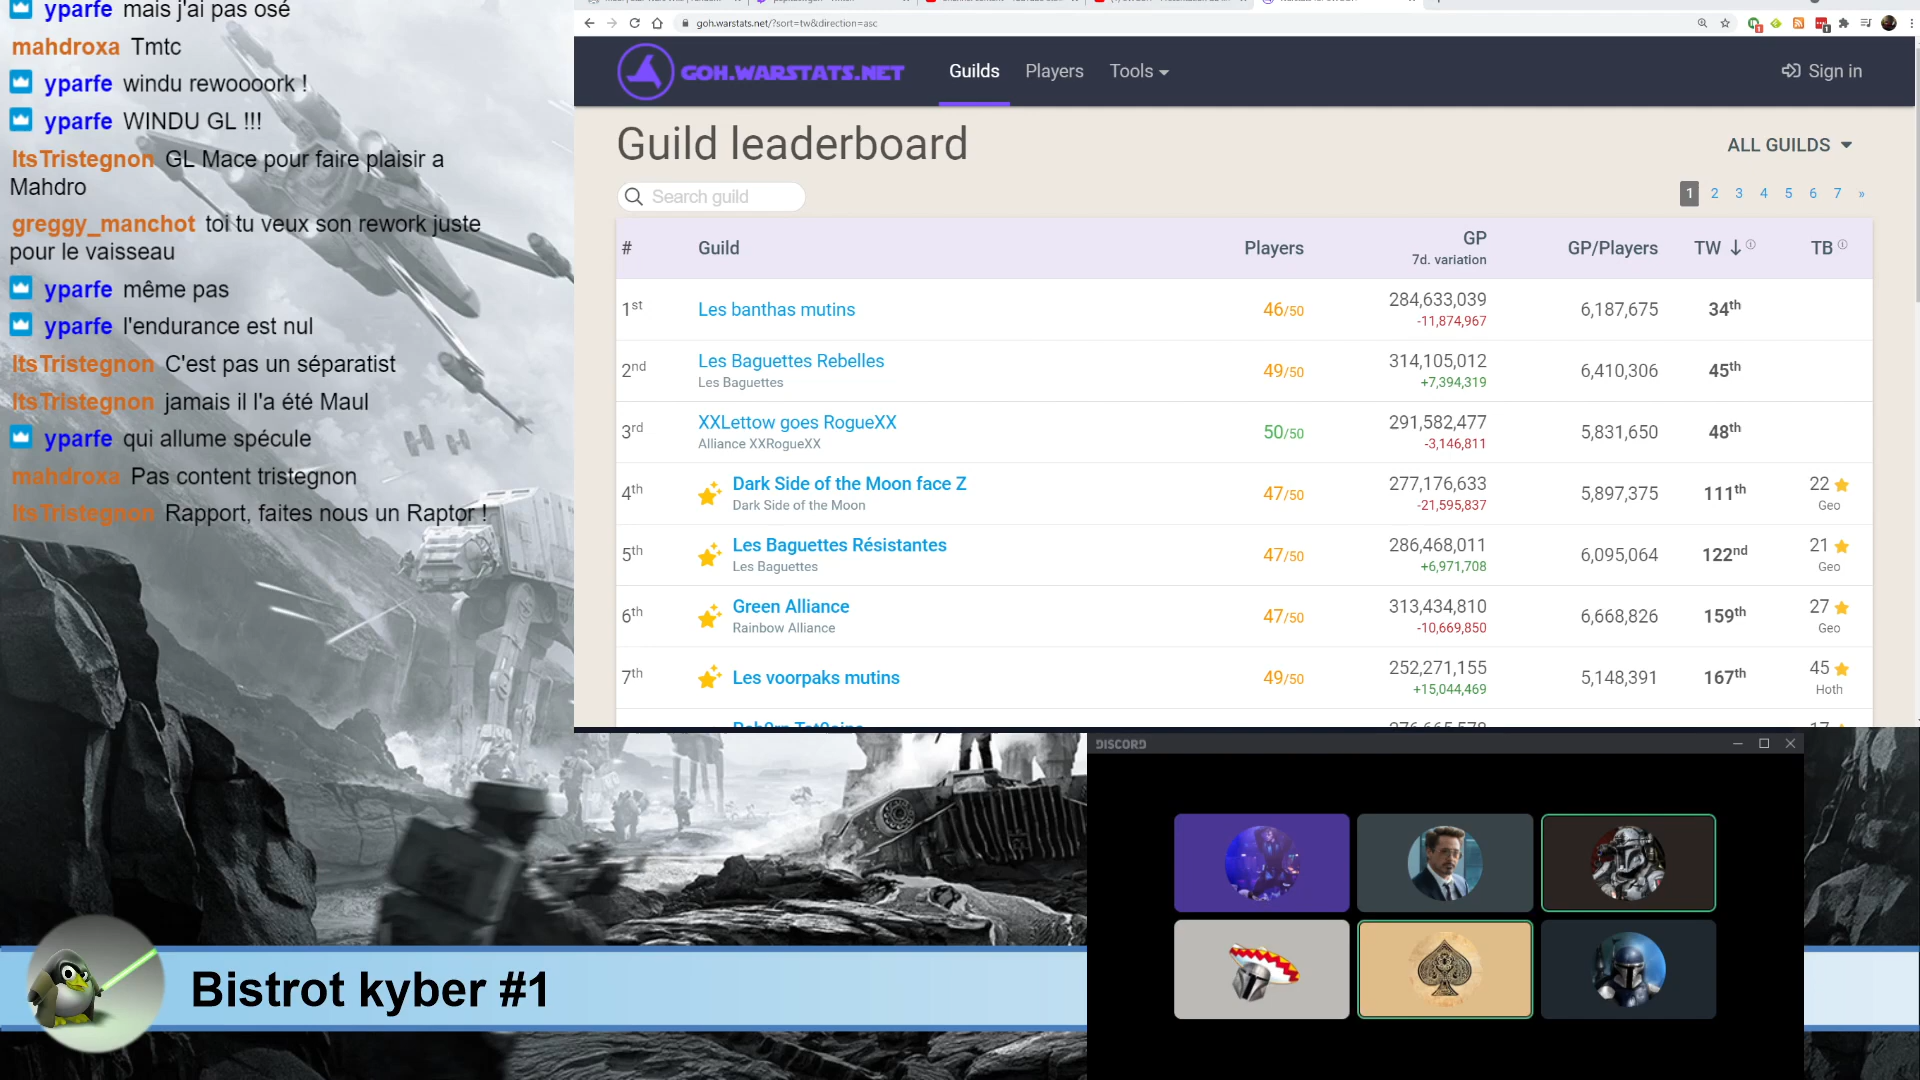 yparfe mais j'ai pas osé
mahdroxa Tmtc
yparfe windu rewoooork !
yparfe WINDU GL !!!
ItsTristegnon GL Mace pour faire plaisir a
Mahdro
greggy_manchot toi tu veux son rework juste
pour le vaisseau
yparfe même pas
yparfe l'endurance est nul
ItsTristegnon C'est pas un séparatist
ItsTristegnon jamais il l'a été Maul
yparfe qui allume spécule
mahdroxa Pas content tristegnon
ItsTristegnon Rapport, faites nous un Raptor !
goh.warstats.net/?sort=tw&direction=asc
GOH.WARSTATS.NET Guilds Players Tools Sign in
Guild leaderboard
ALL GUILDS
Search guild
1 2 3 4 5 6 7 »
# Guild Players GP GP/Players TW TB
7d. variation
1st Les banthas mutins 46/50 284,633,039 6,187,675 34th
-11,874,967
2nd Les Baguettes Rebelles 49/50 314,105,012 6,410,306 45th
Les Baguettes +7,394,319
3rd XXLettow goes RogueXX 50/50 291,582,477 5,831,650 48th
Alliance XXRogueXX -3,146,811
4th Dark Side of the Moon face Z 47/50 277,176,633 5,897,375 111th 22
Dark Side of the Moon -21,595,837 Geo
5th Les Baguettes Résistantes 47/50 286,468,011 6,095,064 122nd 21
Les Baguettes +6,971,708 Geo
6th Green Alliance 47/50 313,434,810 6,668,826 159th 27
Rainbow Alliance -10,669,850 Geo
7th Les voorpaks mutins 49/50 252,271,155 5,148,391 167th 45
+15,044,469 Hoth
DISCORD
Bistrot kyber #1